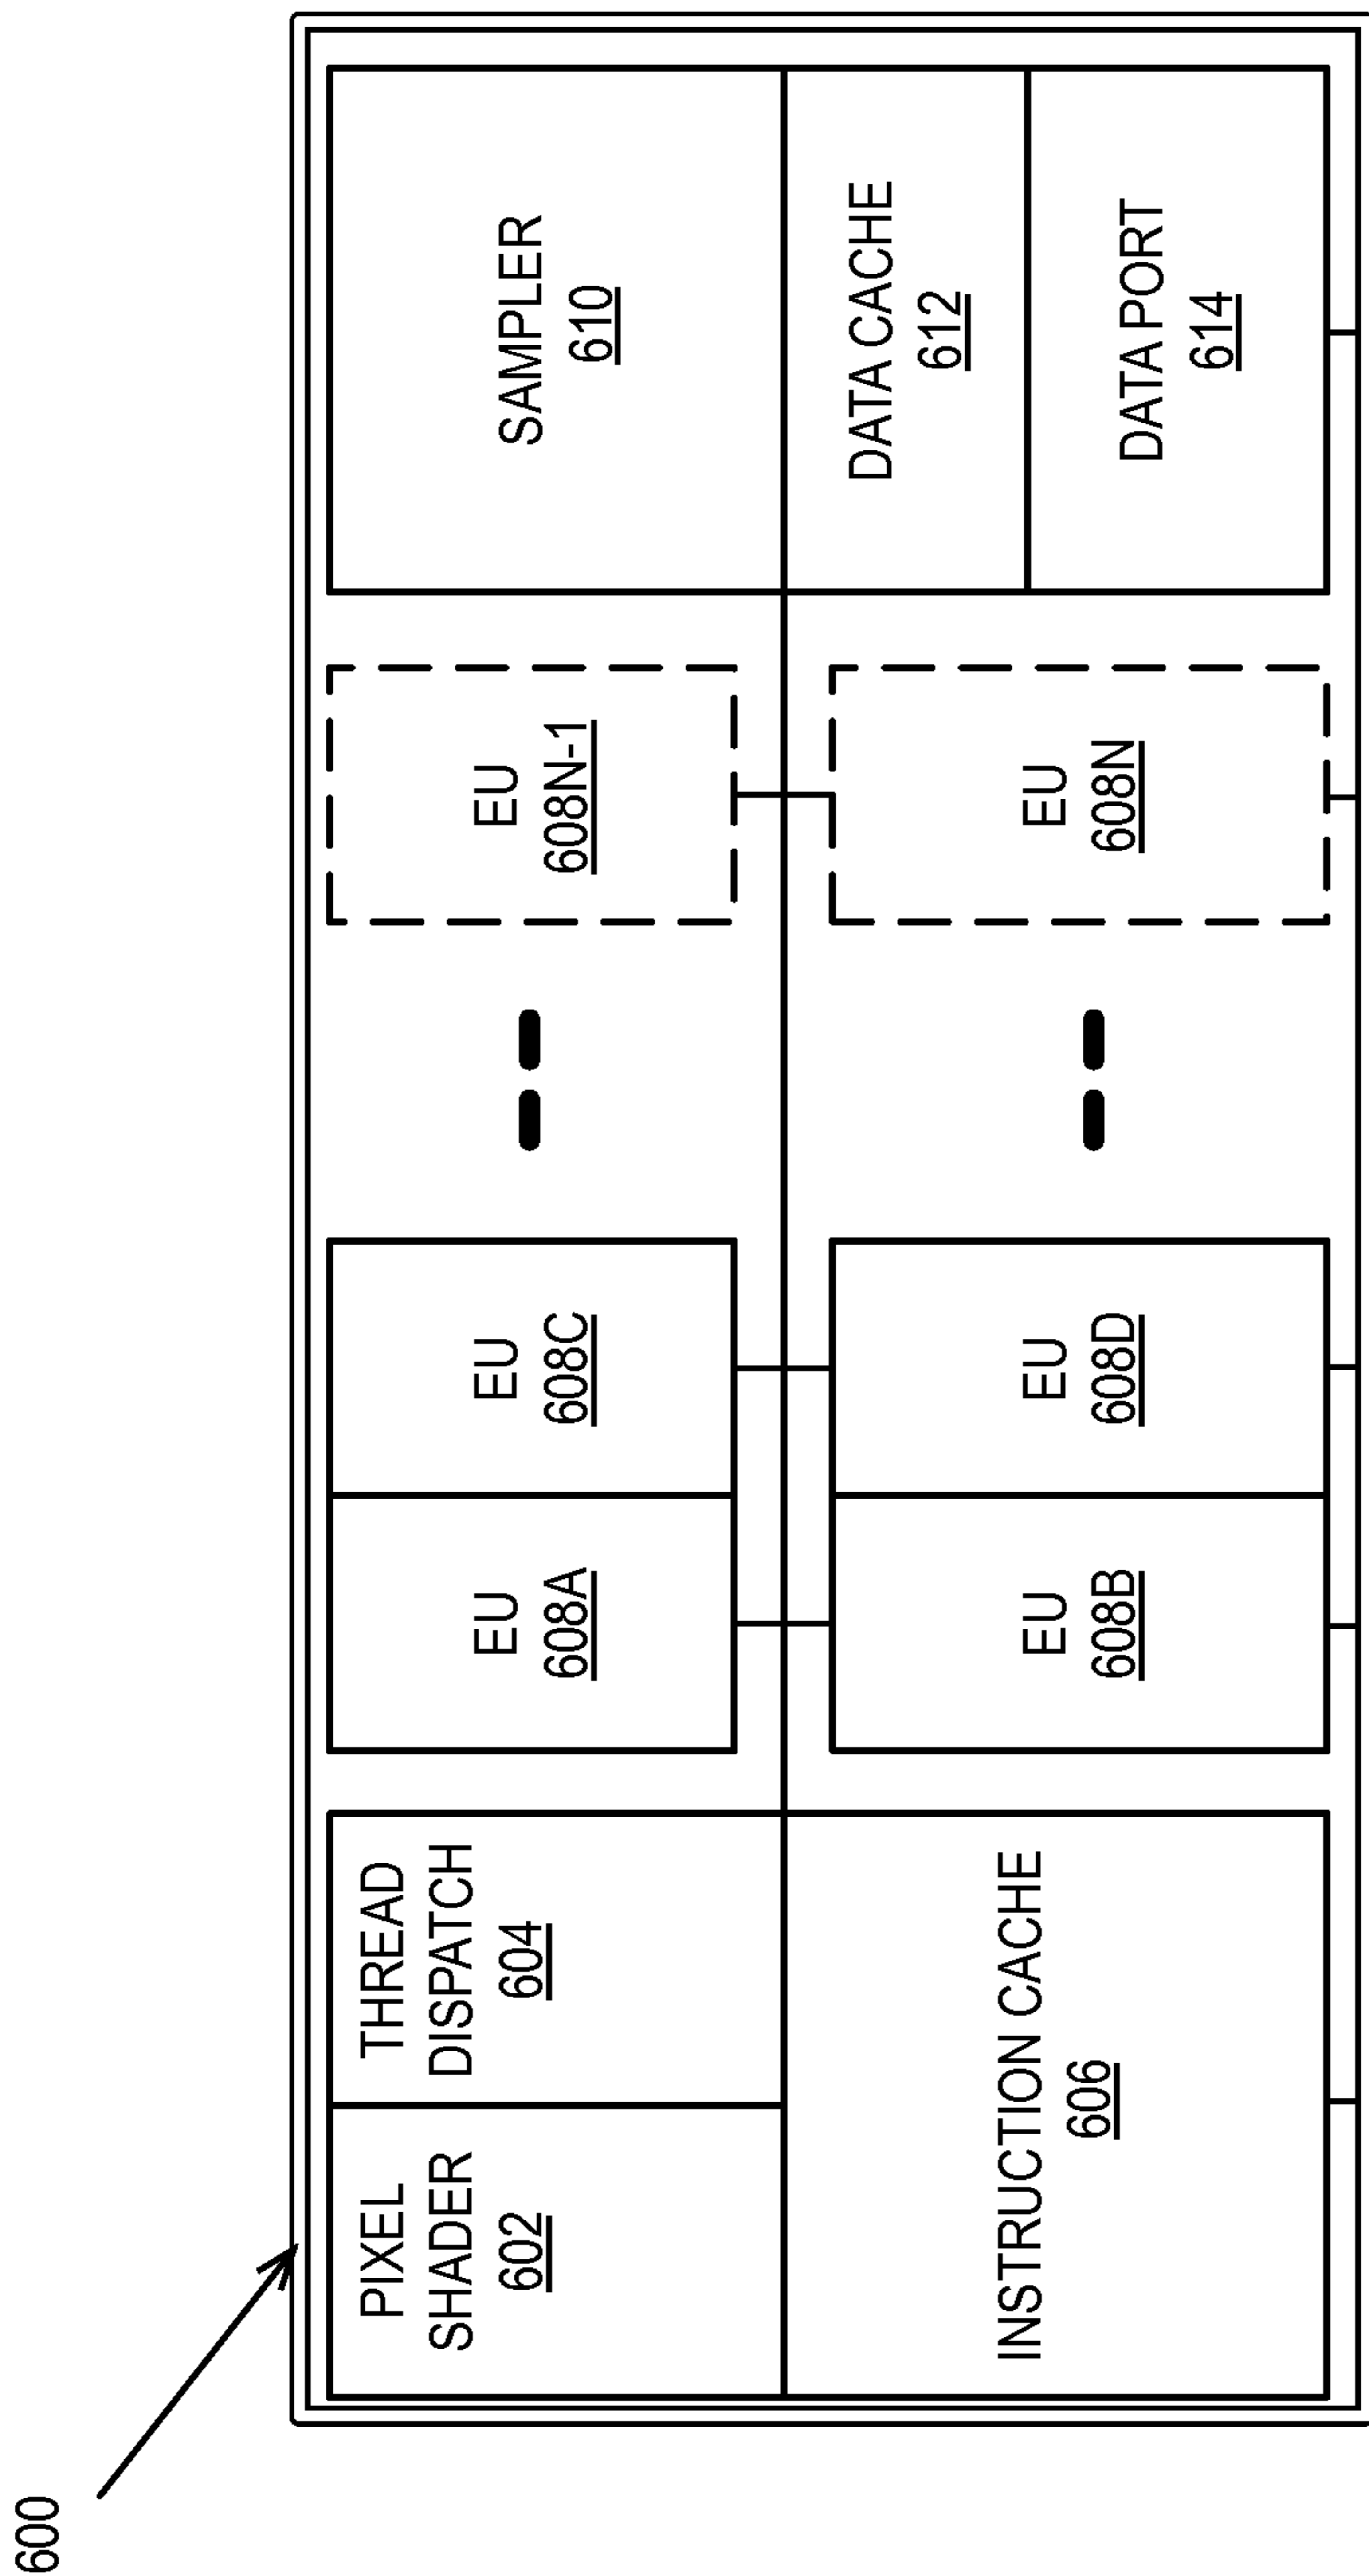 600
PIXEL
SHADER
602
THREAD
DISPATCH
604
INSTRUCTION CACHE
606
EU
608A
EU
608C
EU
608B
EU
608D
EU
608N-1
EU
608N
SAMPLER
610
DATA CACHE
612
DATA PORT
614